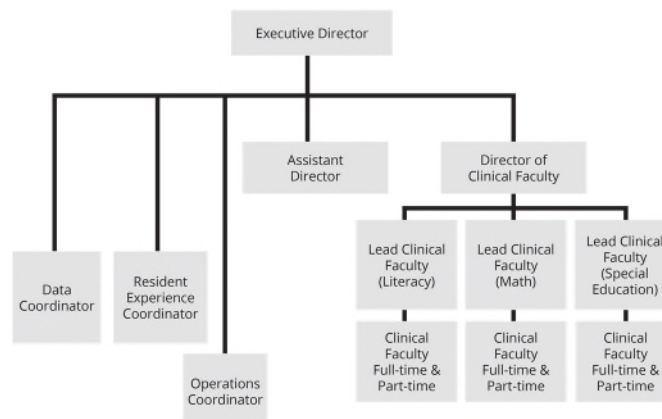 Executive Director
Assistant
Director
Director of
Clinical Faculty
Data
Coordinator
Resident
Experience
Coordinator
Operations
Coordinator
Lead Clinical
Faculty
(Literacy)
Lead Clinical
Faculty
(Math)
Lead Clinical
Faculty
(Special
Education)
Clinical
Faculty
Full-time &
Part-time
Clinical
Faculty
Full-time &
Part-time
Clinical
Faculty
Full-time &
Part-time